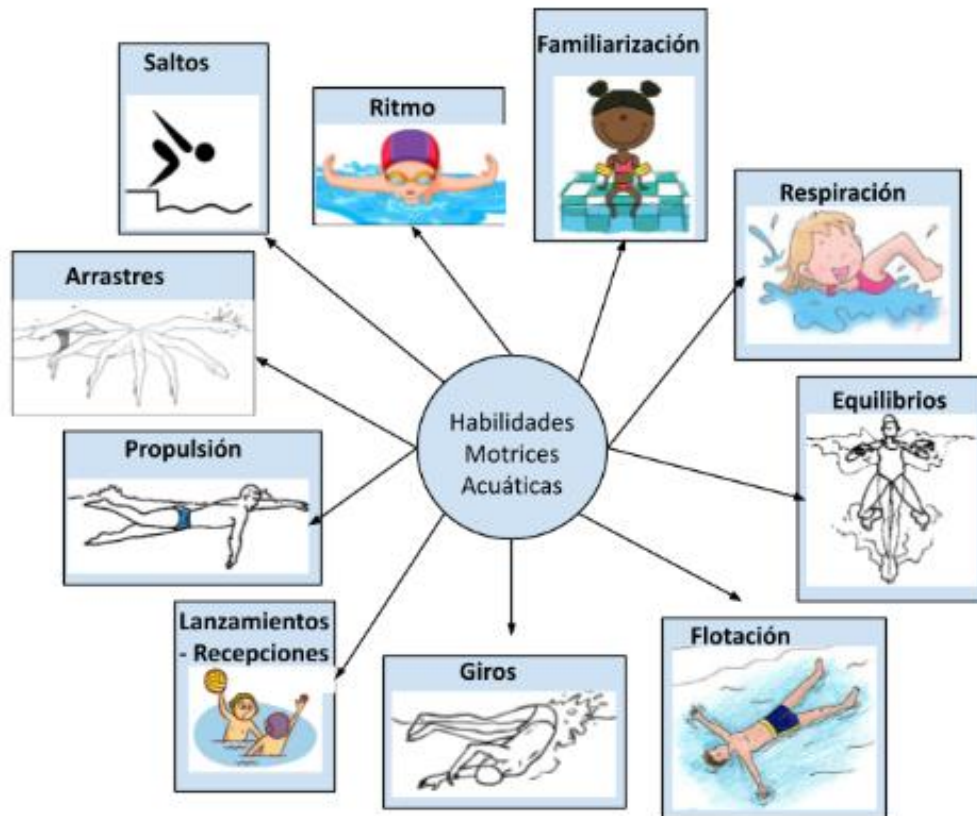 Familiarización
Saltos
Ritmo
Respiración
Arrastres
Equilibrios
Habilidades
Motrices
Acuáticas
Propulsión
Lanzamientos
- Recepciones
Flotación
Giros